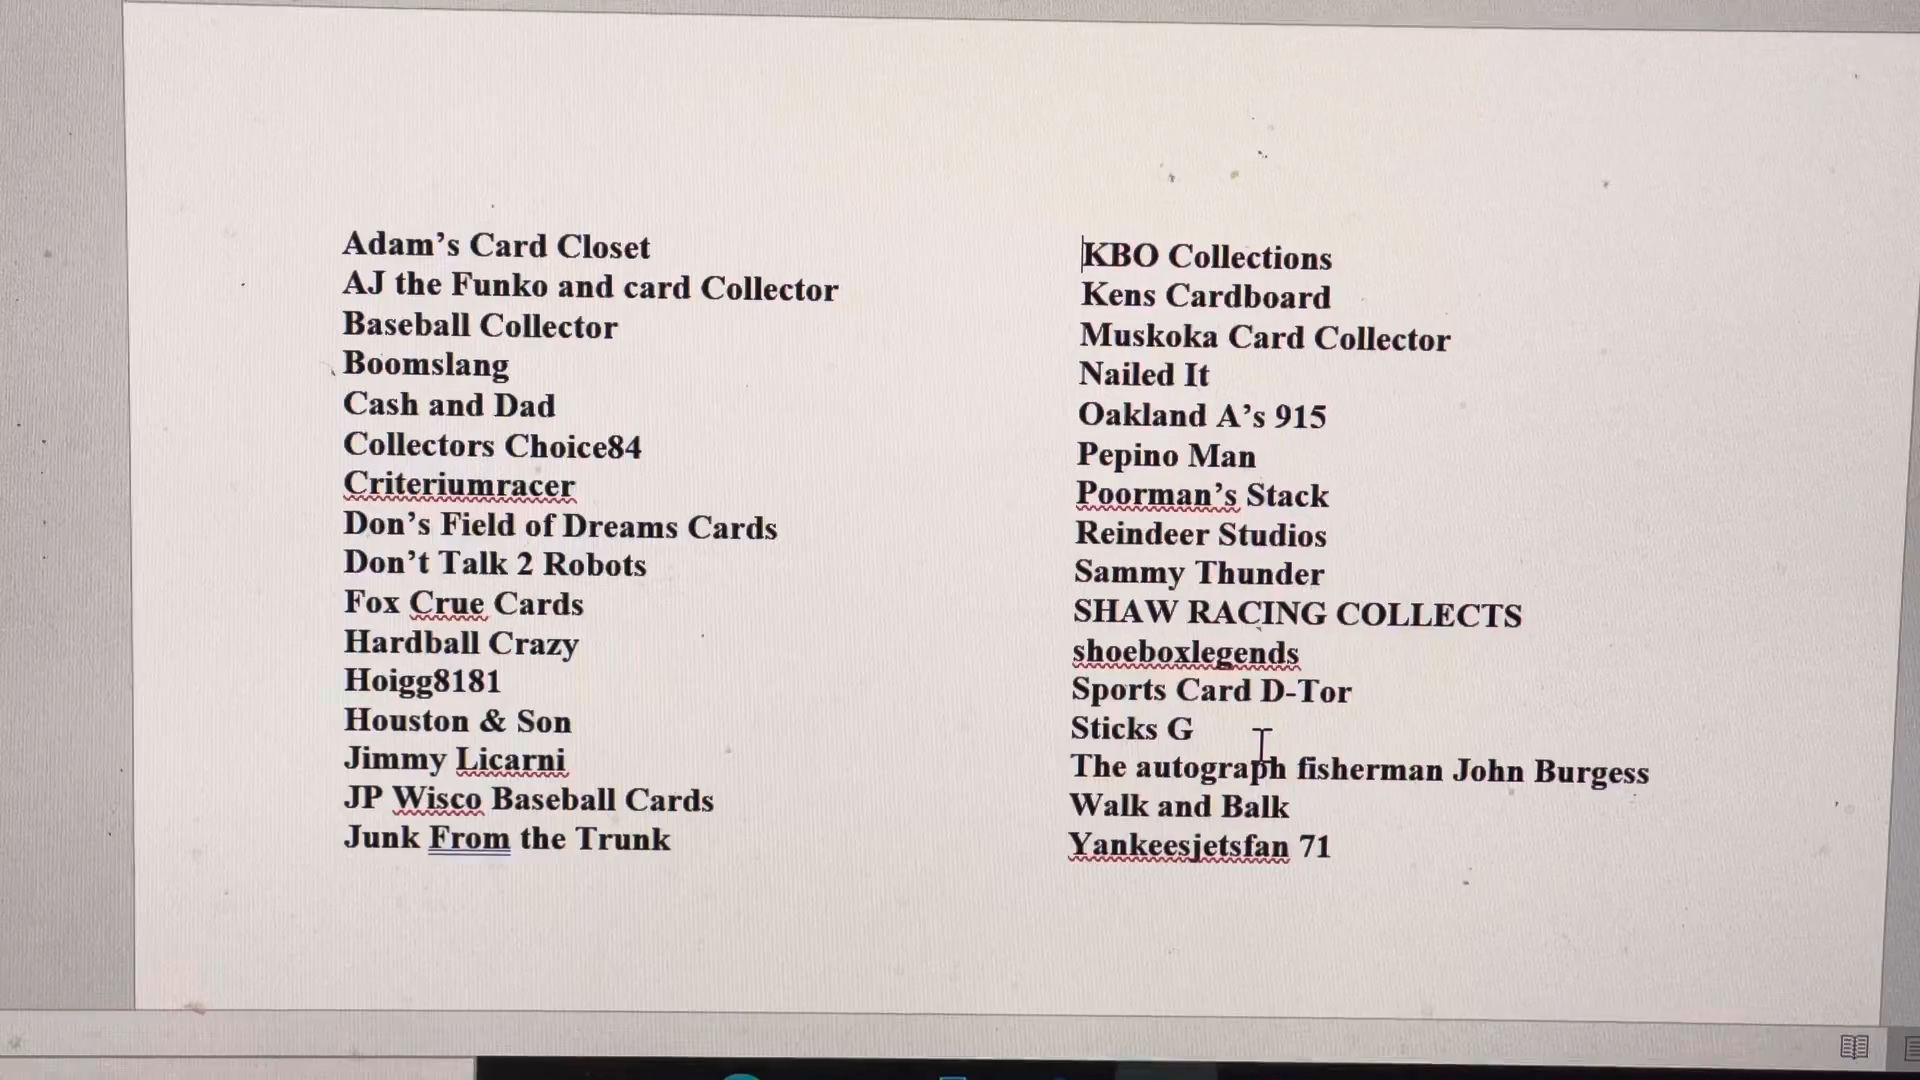 Adam’s Card Closet
AJ the Funko and card Collector
Baseball Collector
Boomslang
Cash and Dad
Collectors Choice84
Criteriumracer
Don’s Field of Dreams Cards
Don’t Talk 2 Robots
Fox Crue Cards
Hardball Crazy
Hoigg8181
Houston & Son
Jimmy Licarni
JP Wisco Baseball Cards
Junk From the Trunk
KBO Collections
Kens Cardboard
Muskoka Card Collector
Nailed It
Oakland A’s 915
Pepino Man
Poorman’s Stack
Reindeer Studios
Sammy Thunder
SHAW RACING COLLECTS
shoeboxlegends
Sports Card D-Tor
Sticks G
The autograph fisherman John Burgess
Walk and Balk
Yankeesjetsfan 71